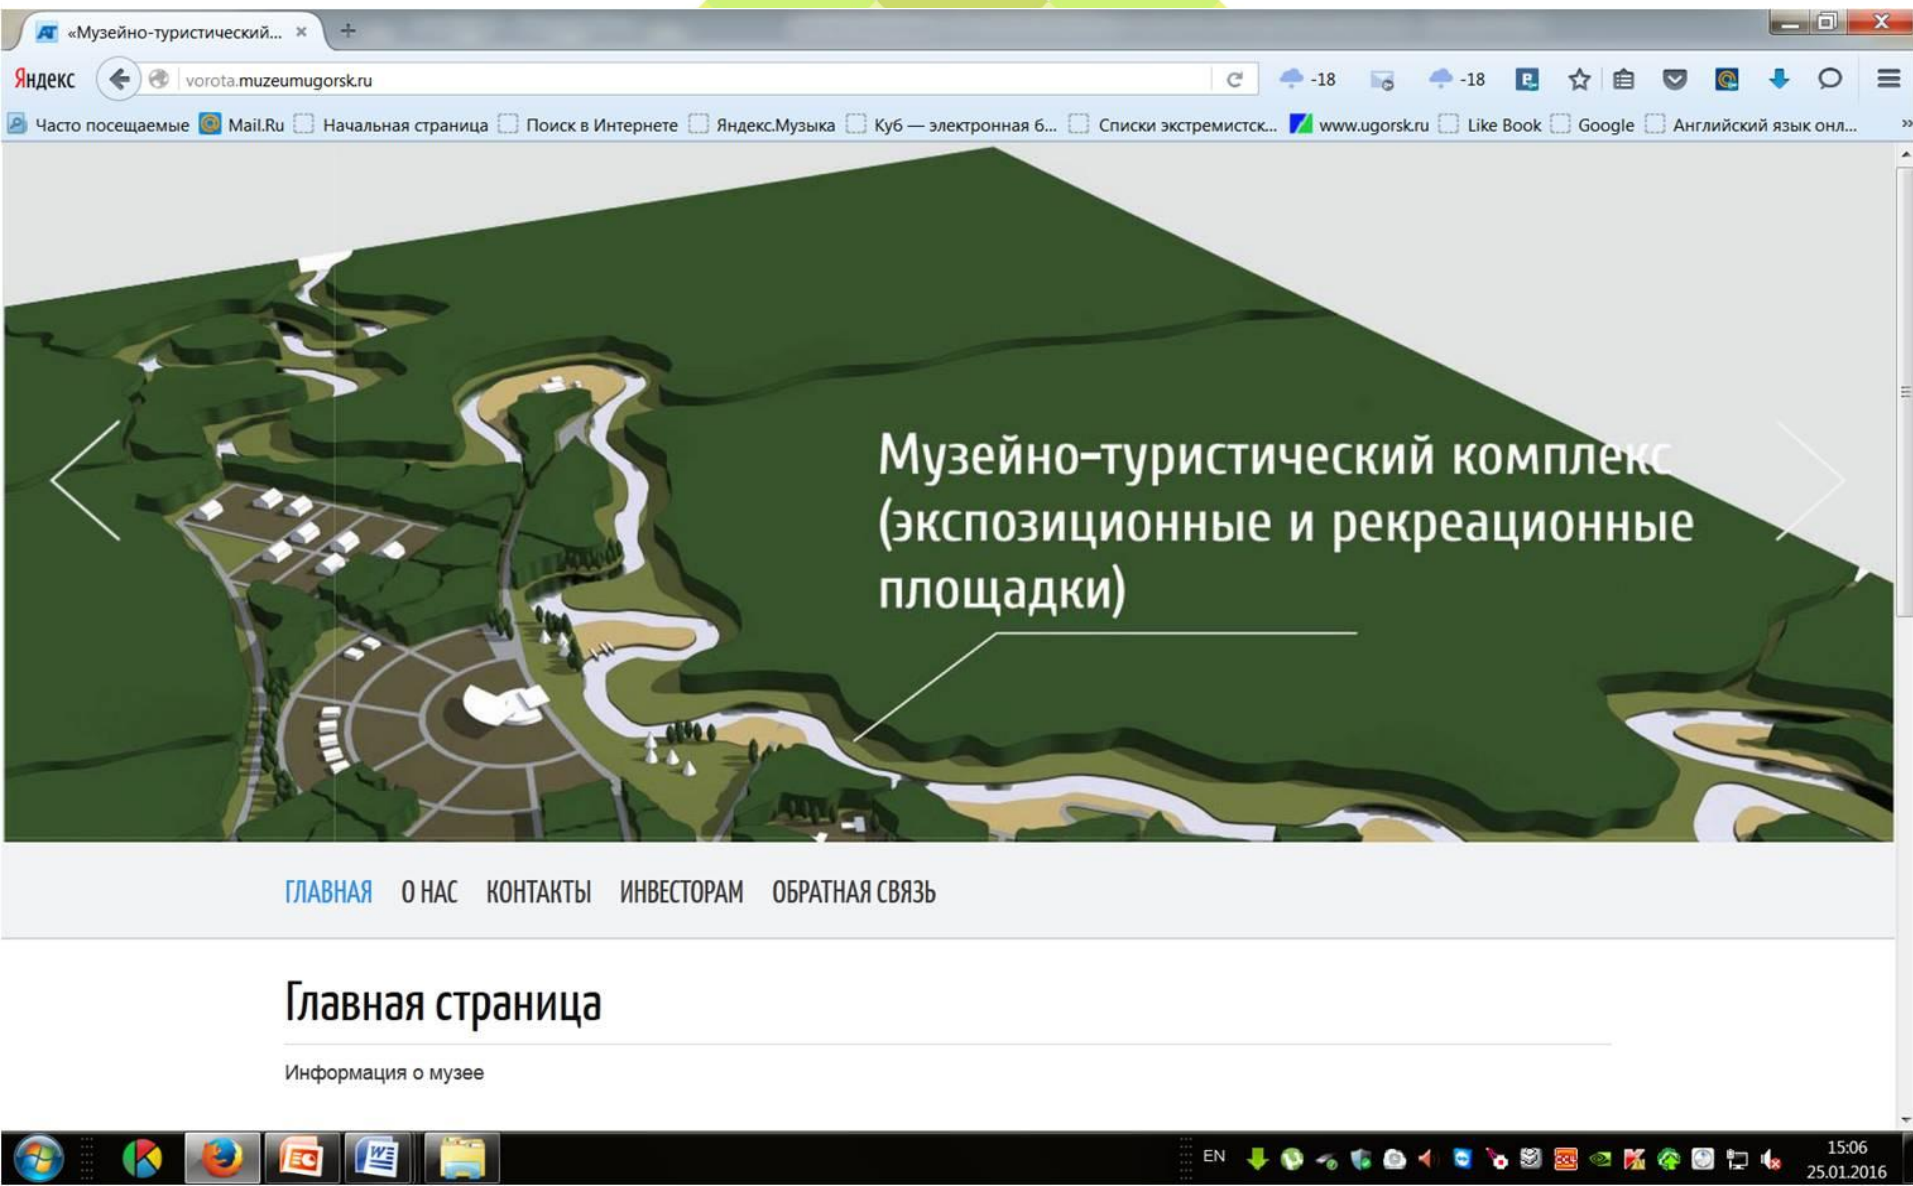 «Музейно-туристический...
Яндекс
vorota.muzeumugorsk.ru
-18
-18
Часто посещаемые
Mail.Ru
Начальная страница
Поиск в Интернете
Яндекс.Музыка
Куб — электронная б...
Списки экстремистск...
www.ugorsk.ru
Like Book
Google
Английский язык онл...
Музейно-туристический комплекс
(экспозиционные и рекреационные
площадки)
ГЛАВНАЯ
О НАС
КОНТАКТЫ
ИНВЕСТОРАМ
ОБРАТНАЯ СВЯЗЬ
Главная страница
Информация о музее
EN
15:06
25.01.2016